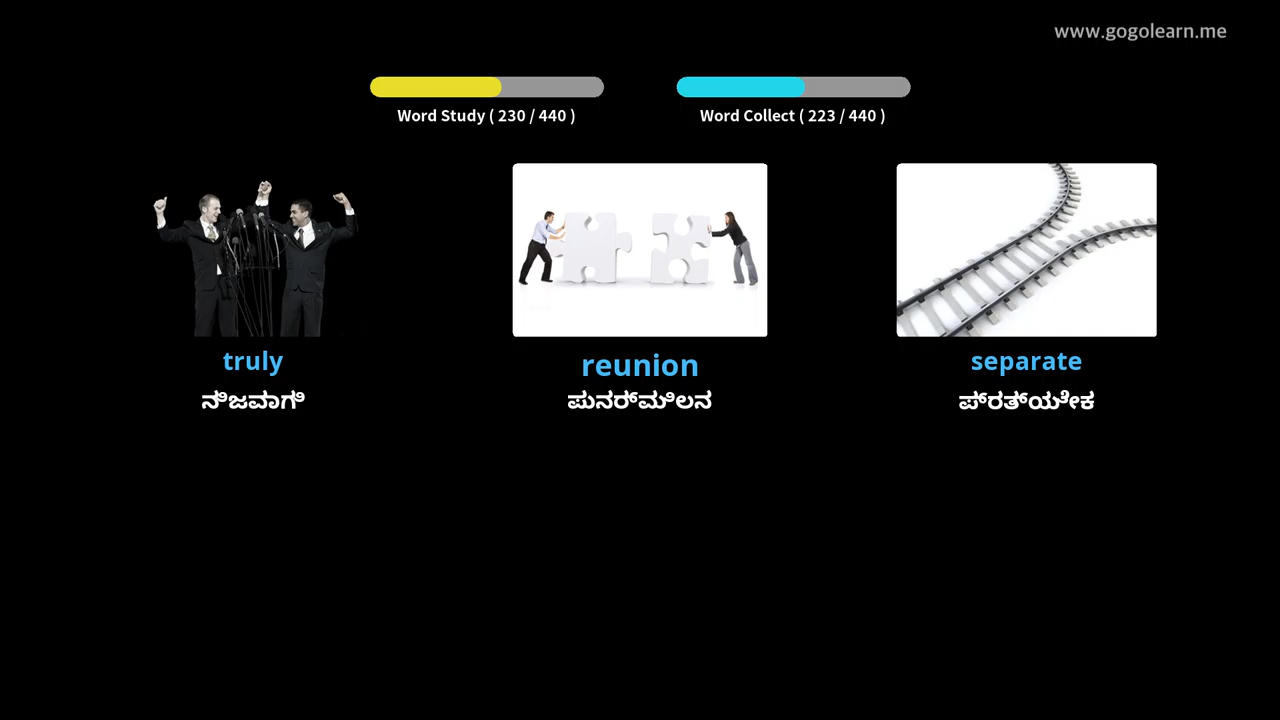 www.gogolearn.me
Word Study ( 230 / 440 )
Word Collect ( 223 / 440 )
truly
reunion
separate
ನಿಜವಾಗಿ
ಪುನರ್ಮಿಲನ
ಪ್ರತ್ಯೇಕ